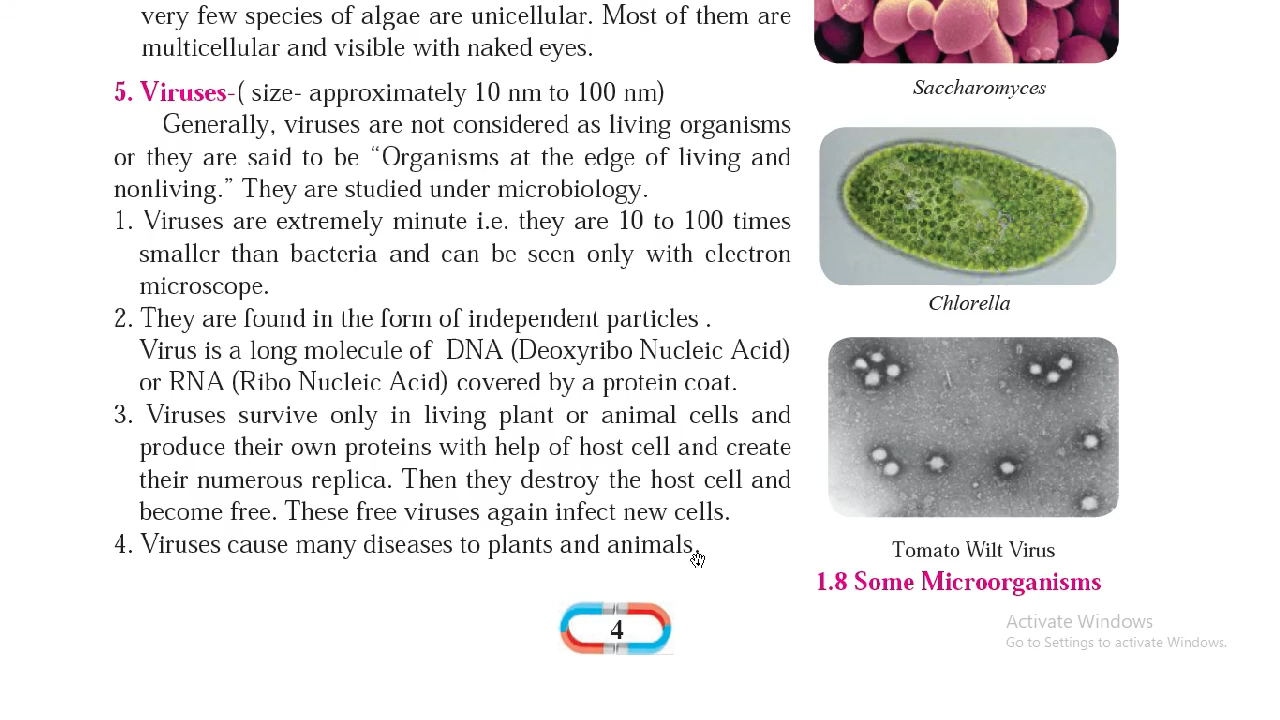 very few species of algae are unicellular. Most of them are
multicellular and visible with naked eyes.
5. Viruses-( size- approximately 10 nm to 100 nm)
Generally, viruses are not considered as living organisms
or they are said to be “Organisms at the edge of living and
nonliving.” They are studied under microbiology.
1. Viruses are extremely minute i.e. they are 10 to 100 times
smaller than bacteria and can be seen only with electron
microscope.
2. They are found in the form of independent particles .
Virus is a long molecule of DNA (Deoxyribo Nucleic Acid)
or RNA (Ribo Nucleic Acid) covered by a protein coat.
3. Viruses survive only in living plant or animal cells and
produce their own proteins with help of host cell and create
their numerous replica. Then they destroy the host cell and
become free. These free viruses again infect new cells.
4. Viruses cause many diseases to plants and animals.
4
Saccharomyces
Chlorella
Tomato Wilt Virus
1.8 Some Microorganisms
Activate Windows
Go to Settings to activate Windows.